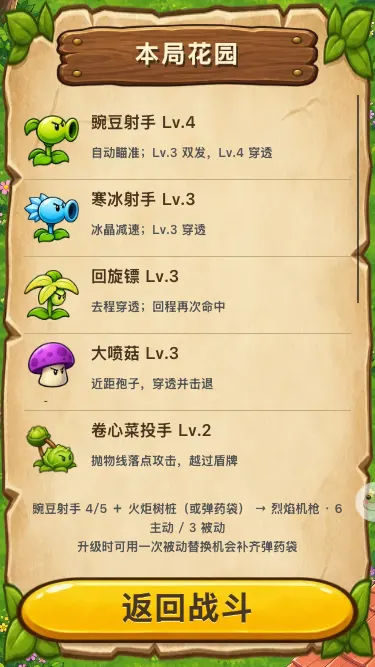 本局花园
豌豆射手 Lv.4
自动瞄准；Lv.3 双发，Lv.4 穿透
寒冰射手 Lv.3
冰晶减速；Lv.3 穿透
回旋镖 Lv.3
去程穿透；回程再次命中
大喷菇 Lv.3
近距孢子，穿透并击退
卷心菜投手 Lv.2
抛物线落点攻击，越过盾牌
豌豆射手 4/5 + 火炬树桩（或弹药袋） → 烈焰机枪 · 6
主动 / 3 被动
升级时可用一次被动替换机会补齐弹药袋
返回战斗